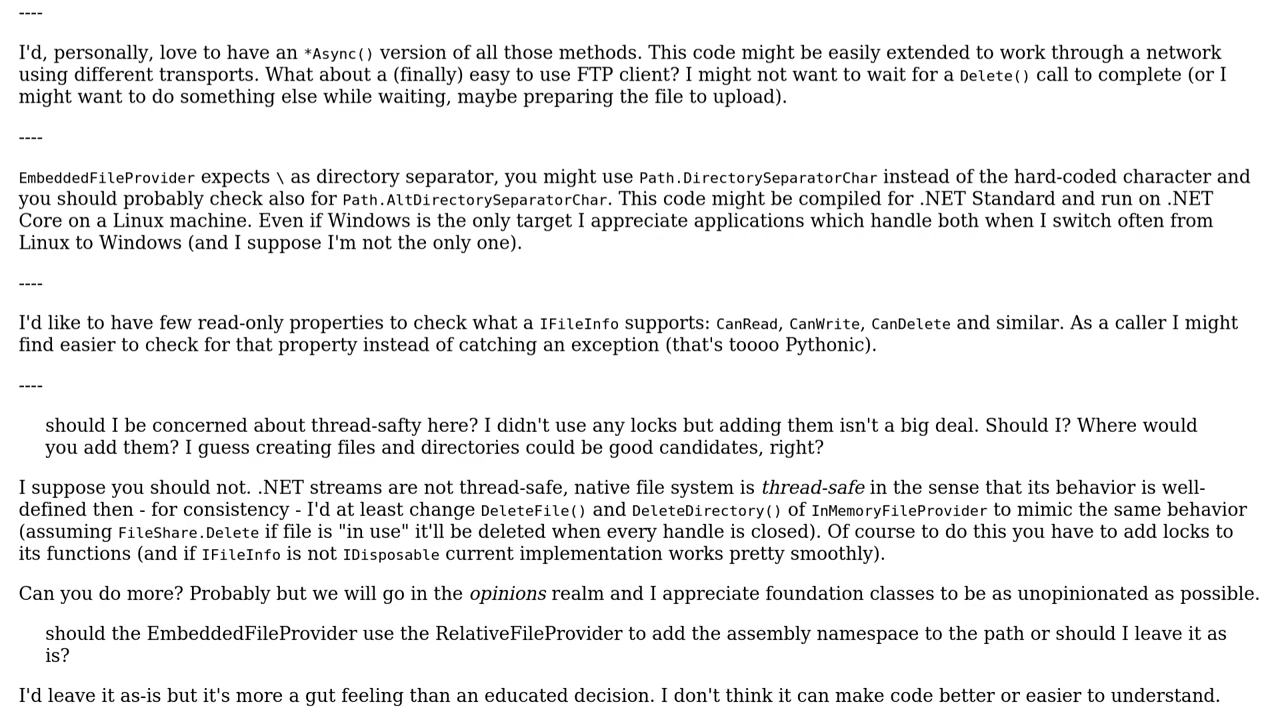 ----
I'd, personally, love to have an *Async() version of all those methods. This code might be easily extended to work through a network
using different transports. What about a (finally) easy to use FTP client? I might not want to wait for a Delete() call to complete (or I
might want to do something else while waiting, maybe preparing the file to upload).
----
EmbeddedFileProvider expects \ as directory separator, you might use Path.DirectorySeparatorChar instead of the hard-coded character and
you should probably check also for Path.AltDirectorySeparatorChar. This code might be compiled for .NET Standard and run on .NET
Core on a Linux machine. Even if Windows is the only target I appreciate applications which handle both when I switch often from
Linux to Windows (and I suppose I'm not the only one).
----
I'd like to have few read-only properties to check what a IFileInfo supports: CanRead, CanWrite, CanDelete and similar. As a caller I might
find easier to check for that property instead of catching an exception (that's toooo Pythonic).
----
should I be concerned about thread-safty here? I didn't use any locks but adding them isn't a big deal. Should I? Where would
you add them? I guess creating files and directories could be good candidates, right?
I suppose you should not. .NET streams are not thread-safe, native file system is thread-safe in the sense that its behavior is well-
defined then - for consistency - I'd at least change DeleteFile() and DeleteDirectory() of InMemoryFileProvider to mimic the same behavior
(assuming FileShare.Delete if file is "in use" it'll be deleted when every handle is closed). Of course to do this you have to add locks to
its functions (and if IFileInfo is not IDisposable current implementation works pretty smoothly).
Can you do more? Probably but we will go in the opinions realm and I appreciate foundation classes to be as unopinionated as possible.
should the EmbeddedFileProvider use the RelativeFileProvider to add the assembly namespace to the path or should I leave it as
is?
I'd leave it as-is but it's more a gut feeling than an educated decision. I don't think it can make code better or easier to understand.